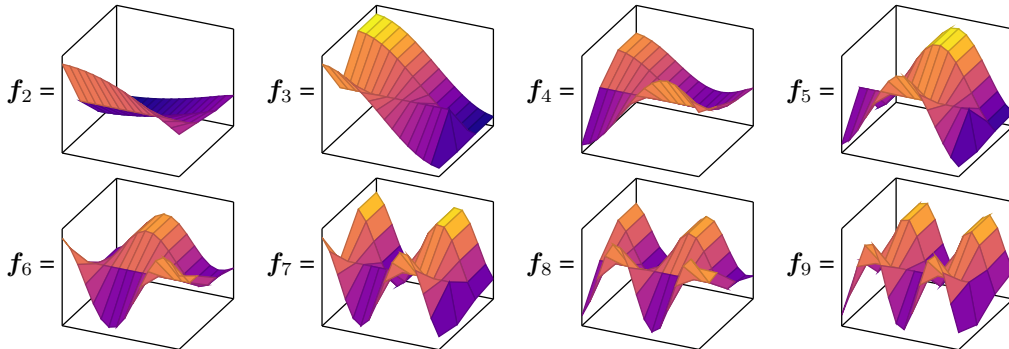 f₂ = f₃ = f₄ = f₅ =
f₆ = f₇ = f₈ = f₉ =